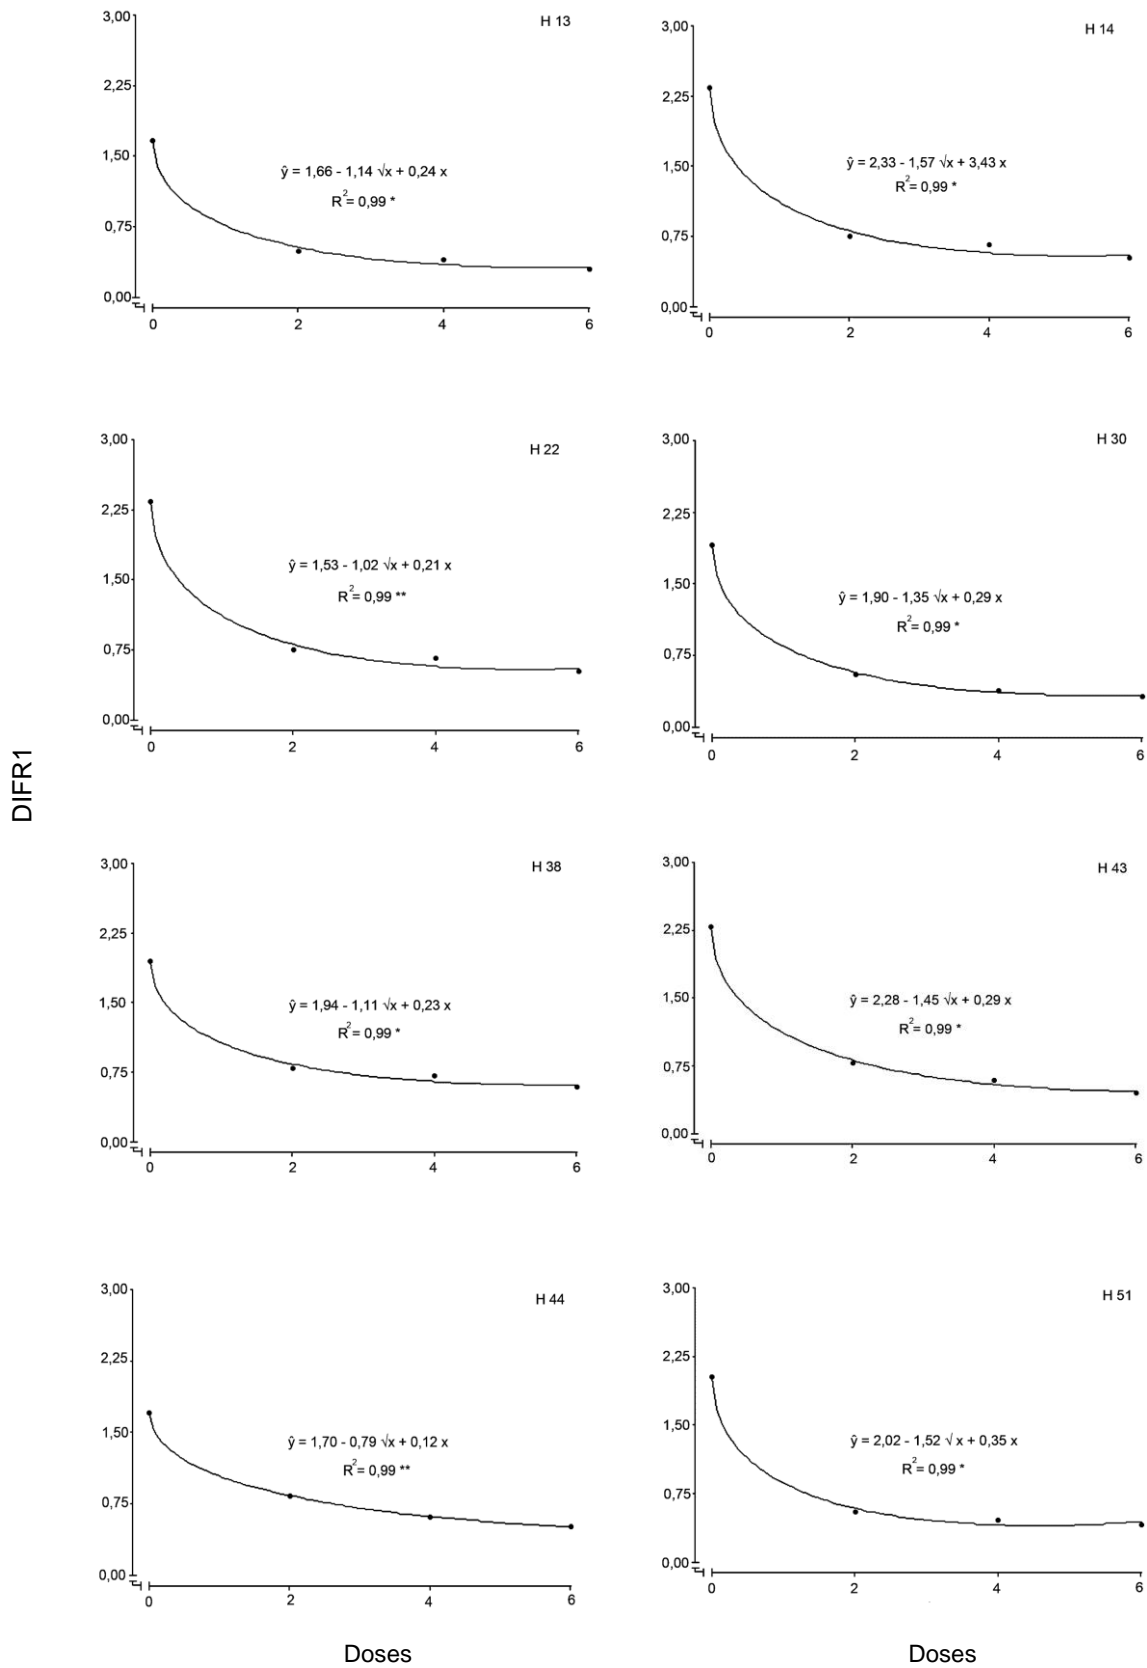 DIFR1
H 13
3,00
2,25
1,50
0,75
0,00
ŷ = 1,66 - 1,14 √x + 0,24 x
R²= 0,99 *
0 2 4 6
H 14
3,00
2,25
1,50
0,75
0,00
ŷ = 2,33 - 1,57 √x + 3,43 x
R²= 0,99 *
0 2 4 6
H 22
3,00
2,25
1,50
0,75
0,00
ŷ = 1,53 - 1,02 √x + 0,21 x
R²= 0,99 **
0 2 4 6
H 30
3,00
2,25
1,50
0,75
0,00
ŷ = 1,90 - 1,35 √x + 0,29 x
R²= 0,99 *
0 2 4 6
H 38
3,00
2,25
1,50
0,75
0,00
ŷ = 1,94 - 1,11 √x + 0,23 x
R²= 0,99 *
0 2 4 6
H 43
3,00
2,25
1,50
0,75
0,00
ŷ = 2,28 - 1,45 √x + 0,29 x
R²= 0,99 *
0 2 4 6
H 44
3,00
2,25
1,50
0,75
0,00
ŷ = 1,70 - 0,79 √x + 0,12 x
R²= 0,99 **
0 2 4 6
H 51
3,00
2,25
1,50
0,75
0,00
ŷ = 2,02 - 1,52 √ x + 0,35 x
R²= 0,99 *
0 2 4 6
Doses
Doses